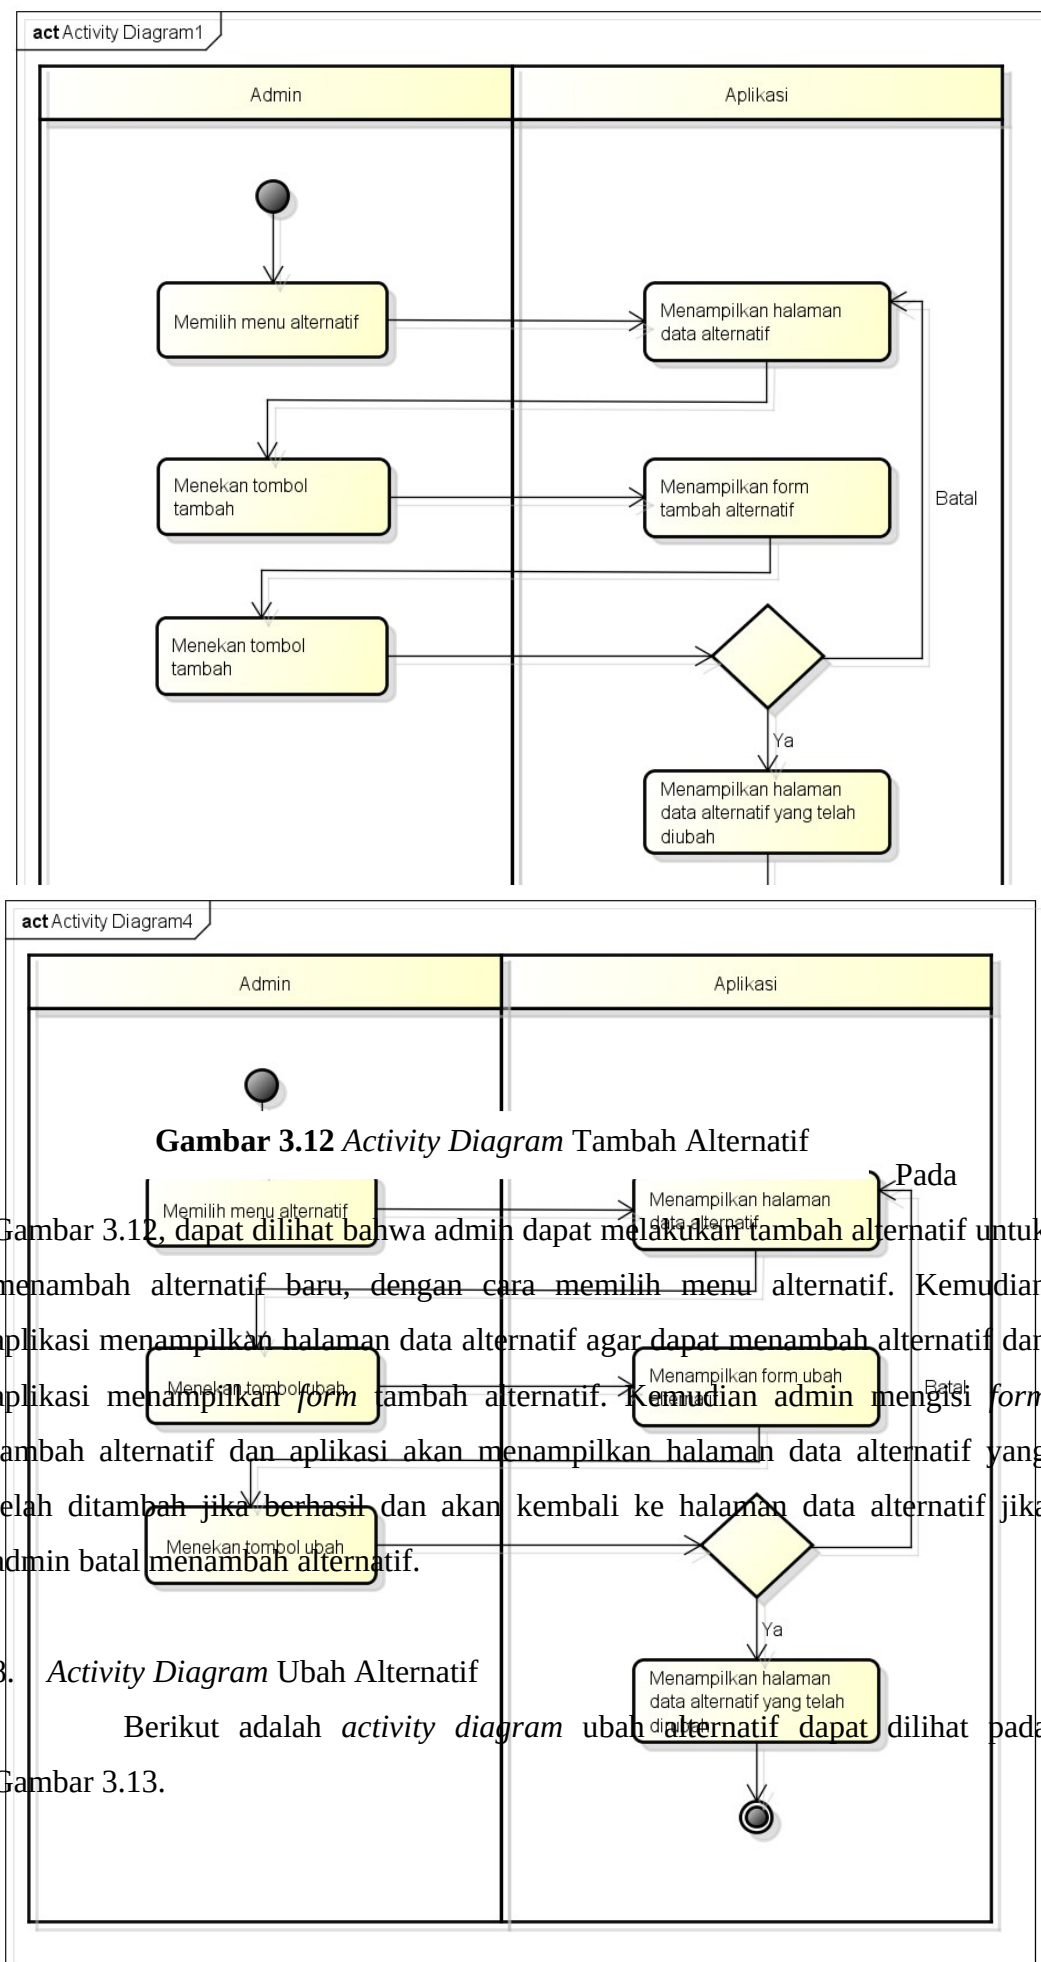 act Activity Diagram1
Admin
Aplikasi
Memilih menu alternatif
Menampilkan halaman
data alternatif
Menekan tombol
tambah
Menampilkan form
tambah alternatif
Batal
Menekan tombol
tambah
Ya
Menampilkan halaman
data alternatif yang telah
diubah
act Activity Diagram4
Admin
Aplikasi
Gambar 3.12 Activity Diagram Tambah Alternatif
Pada
Memilih menu alternatif
Menampilkan halaman
data alternatif
Gambar 3.12, dapat dilihat bahwa admin dapat melakukan tambah alternatif untuk
menambah alternatif baru, dengan cara memilih menu alternatif. Kemudian
aplikasi menampilkan halaman data alternatif agar dapat menambah alternatif dan
Menekan tombol ubah
Menampilkan form ubah
alternatif
Batal
aplikasi menampilkan form tambah alternatif. Kemudian admin mengisi form
tambah alternatif dan aplikasi akan menampilkan halaman data alternatif yang
telah ditambah jika berhasil dan akan kembali ke halaman data alternatif jika
Menekan tombol ubah
admin batal menambah alternatif.
Ya
3. Activity Diagram Ubah Alternatif
Menampilkan halaman
data alternatif yang telah
Berikut adalah activity diagram ubah alternatif dapat dilihat pada
Gambar 3.13.